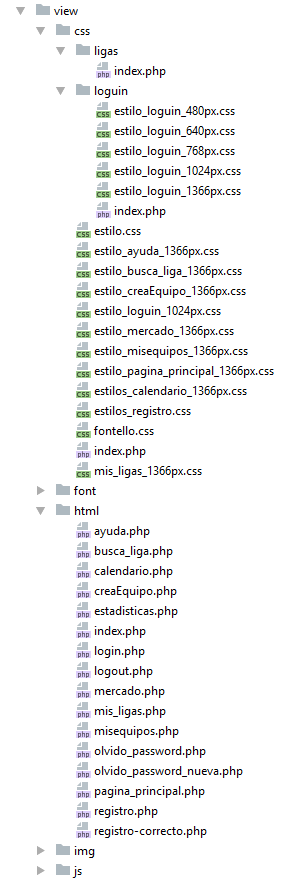 view
css
ligas
index.php
loguin
estilo_loguin_480px.css
estilo_loguin_640px.css
estilo_loguin_768px.css
estilo_loguin_1024px.css
estilo_loguin_1366px.css
index.php
estilo.css
estilo_ayuda_1366px.css
estilo_busca_liga_1366px.css
estilo_creaEquipo_1366px.css
estilo_loguin_1024px.css
estilo_mercado_1366px.css
estilo_misequipos_1366px.css
estilo_pagina_principal_1366px.css
estilos_calendario_1366px.css
estilos_registro.css
fontello.css
index.php
mis_ligas_1366px.css
font
html
ayuda.php
busca_liga.php
calendario.php
creaEquipo.php
estadisticas.php
index.php
login.php
logout.php
mercado.php
mis_ligas.php
misequipos.php
olvido_password.php
olvido_password_nueva.php
pagina_principal.php
registro.php
registro-correcto.php
img
js